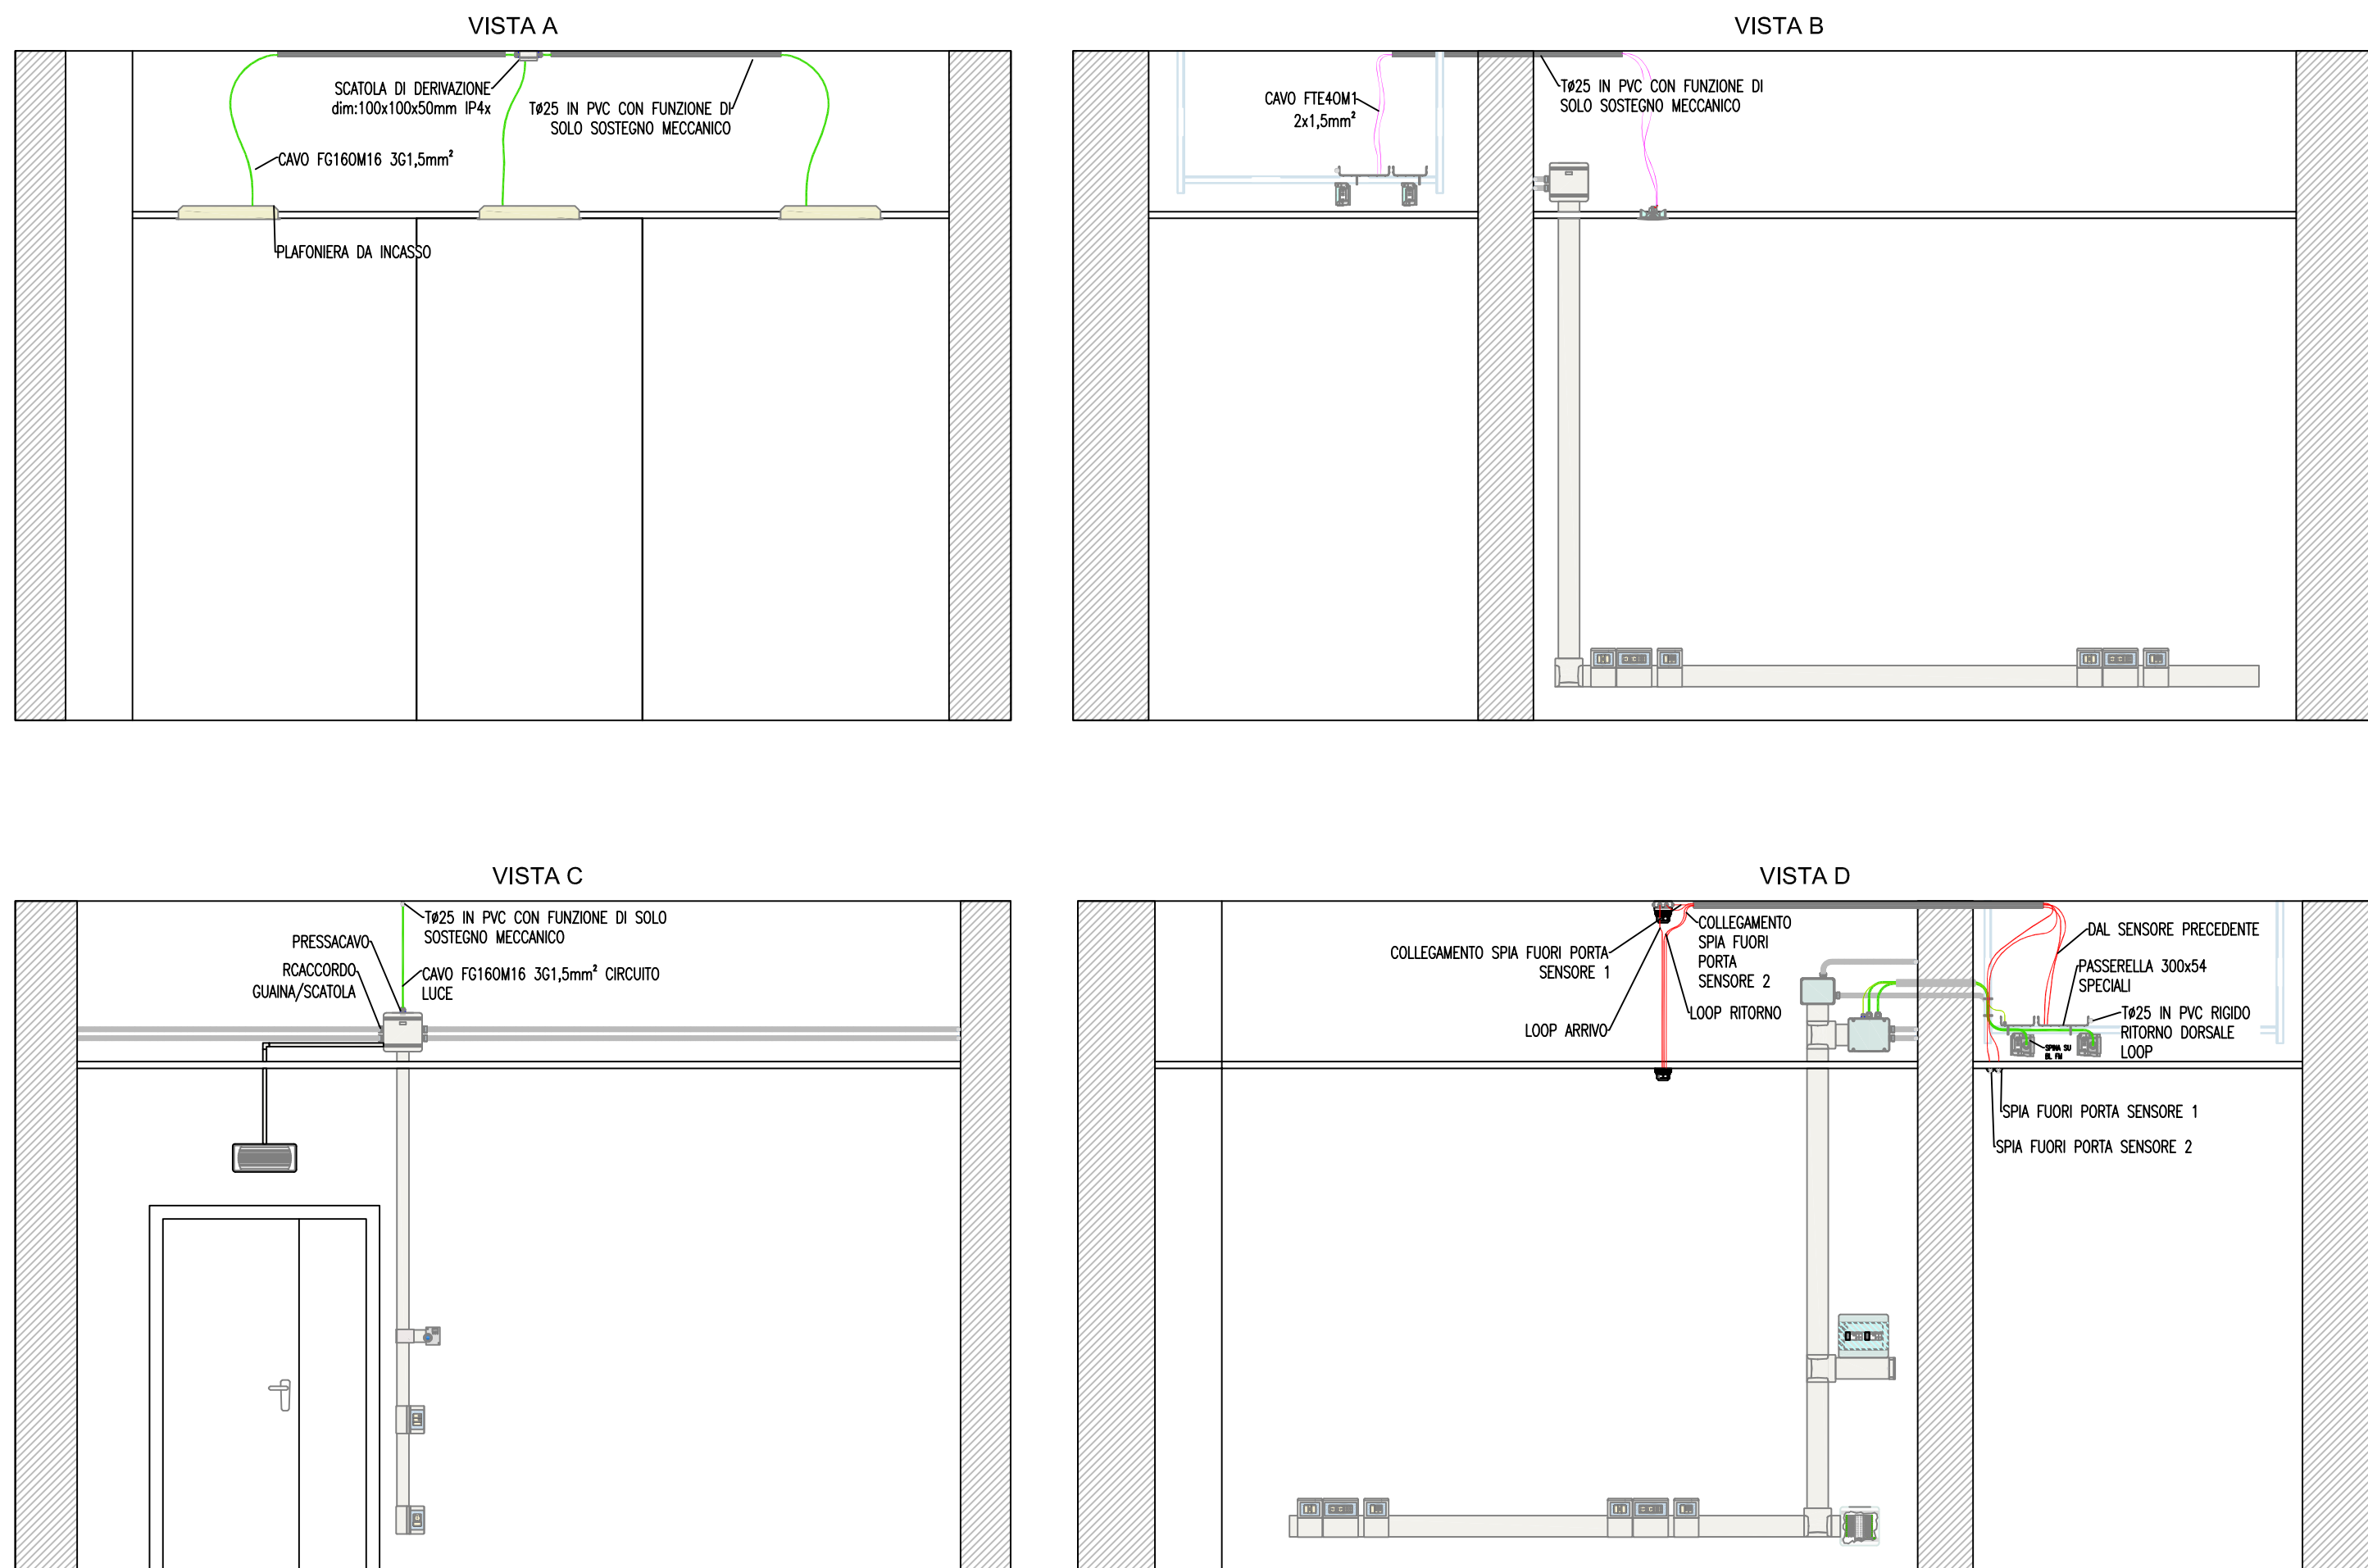 VISTA A
SCATOLA DI DERIVAZIONE
dim:100x100x50mm IP4x
TØ25 IN PVC CON FUNZIONE DI
SOLO SOSTEGNO MECCANICO
CAVO FG16OM16 3G1,5mm²
PLAFONIERA DA INCASSO
VISTA B
CAVO FTE4OM1
2x1,5mm²
TØ25 IN PVC CON FUNZIONE DI
SOLO SOSTEGNO MECCANICO
VISTA C
TØ25 IN PVC CON FUNZIONE DI SOLO
SOSTEGNO MECCANICO
PRESSACAVO
RCACCORDO
GUAINA/SCATOLA
CAVO FG16OM16 3G1,5mm² CIRCUITO
LUCE
VISTA D
COLLEGAMENTO SPIA FUORI PORTA
SENSORE 1
COLLEGAMENTO
SPIA FUORI
PORTA
SENSORE 2
LOOP ARRIVO
LOOP RITORNO
DAL SENSORE PRECEDENTE
PASSERELLA 300x54
SPECIALI
TØ25 IN PVC RIGIDO
RITORNO DORSALE
LOOP
SPINA SU
BL FM
SPIA FUORI PORTA SENSORE 1
SPIA FUORI PORTA SENSORE 2